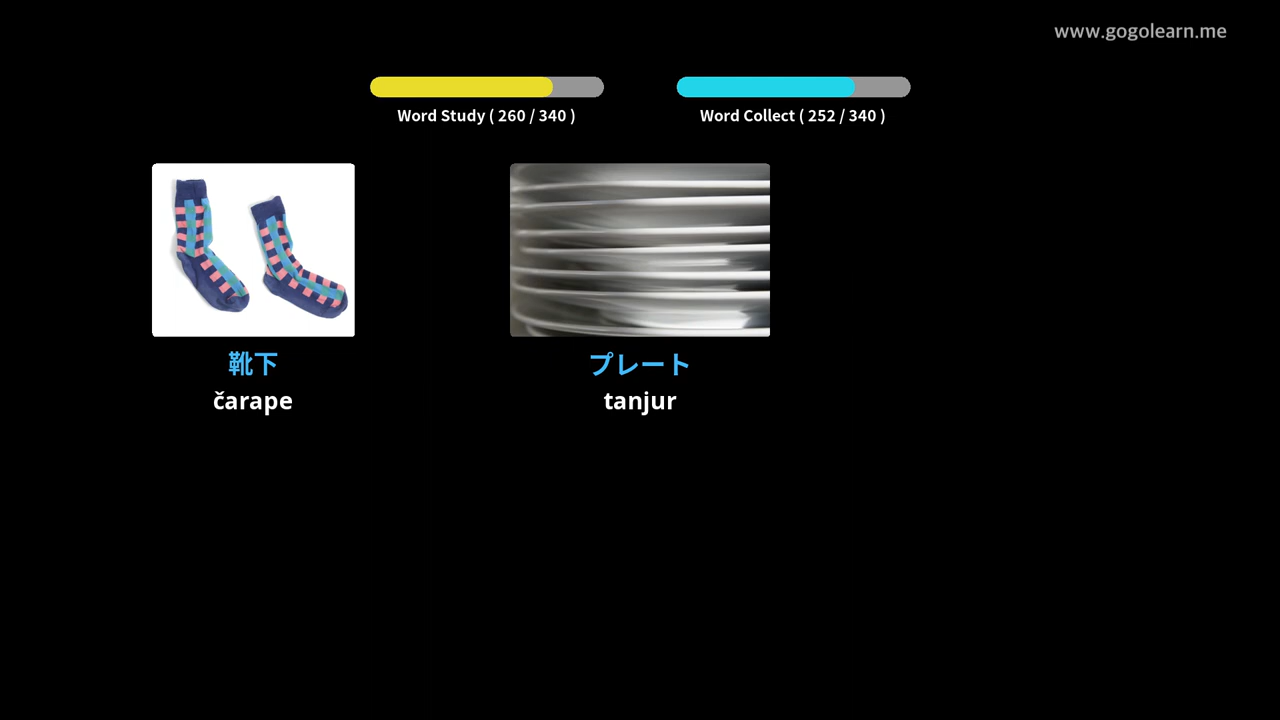 www.gogolearn.me
Word Study ( 260 / 340 )
Word Collect ( 252 / 340 )
靴下
čarape
プレート
tanjur